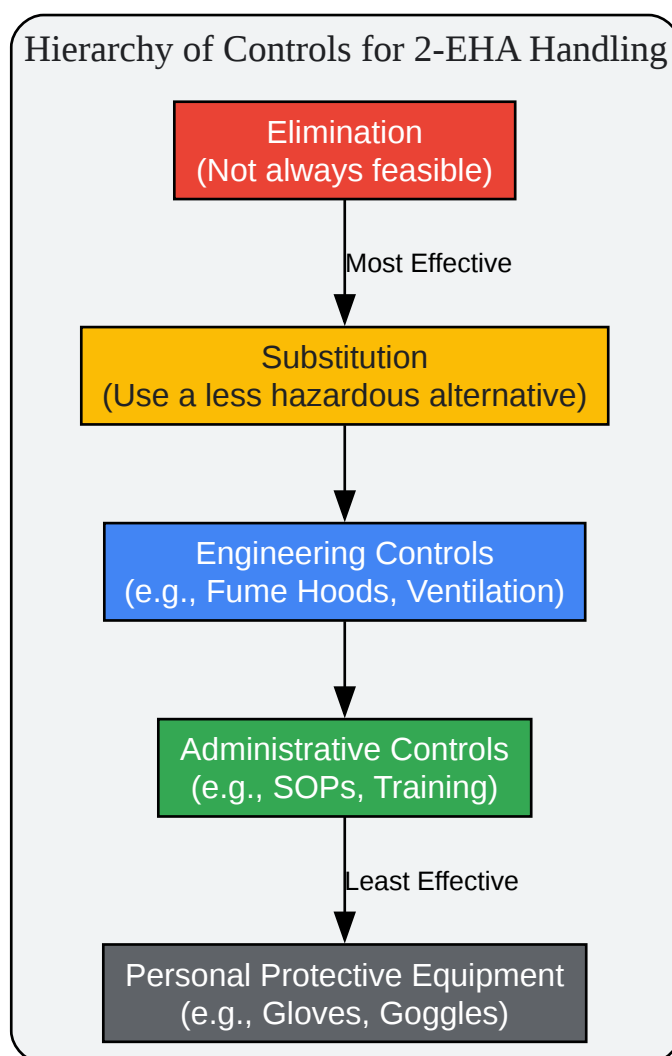 Hierarchy of Controls for 2-EHA Handling
Elimination
(Not always feasible)
Most Effective
Substitution
(Use a less hazardous alternative)
Engineering Controls
(e.g., Fume Hoods, Ventilation)
Administrative Controls
(e.g., SOPs, Training)
Least Effective
Personal Protective Equipment
(e.g., Gloves, Goggles)